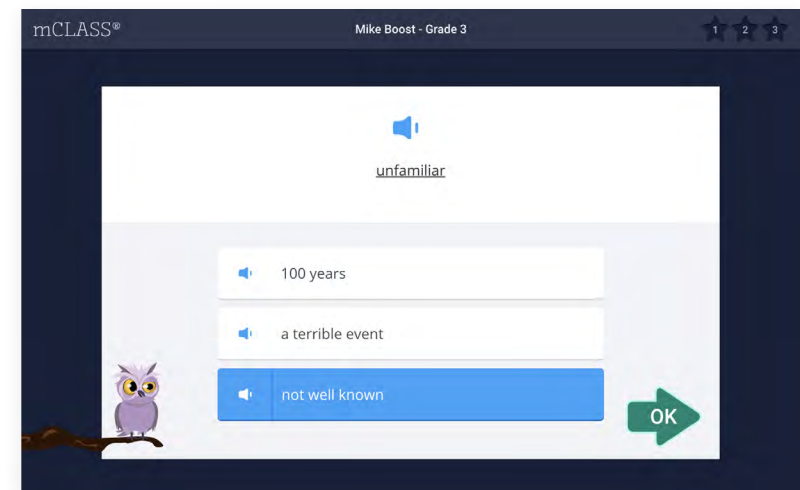 mCLASS®
Mike Boost - Grade 3
1 2 3
unfamiliar
100 years
a terrible event
not well known
OK